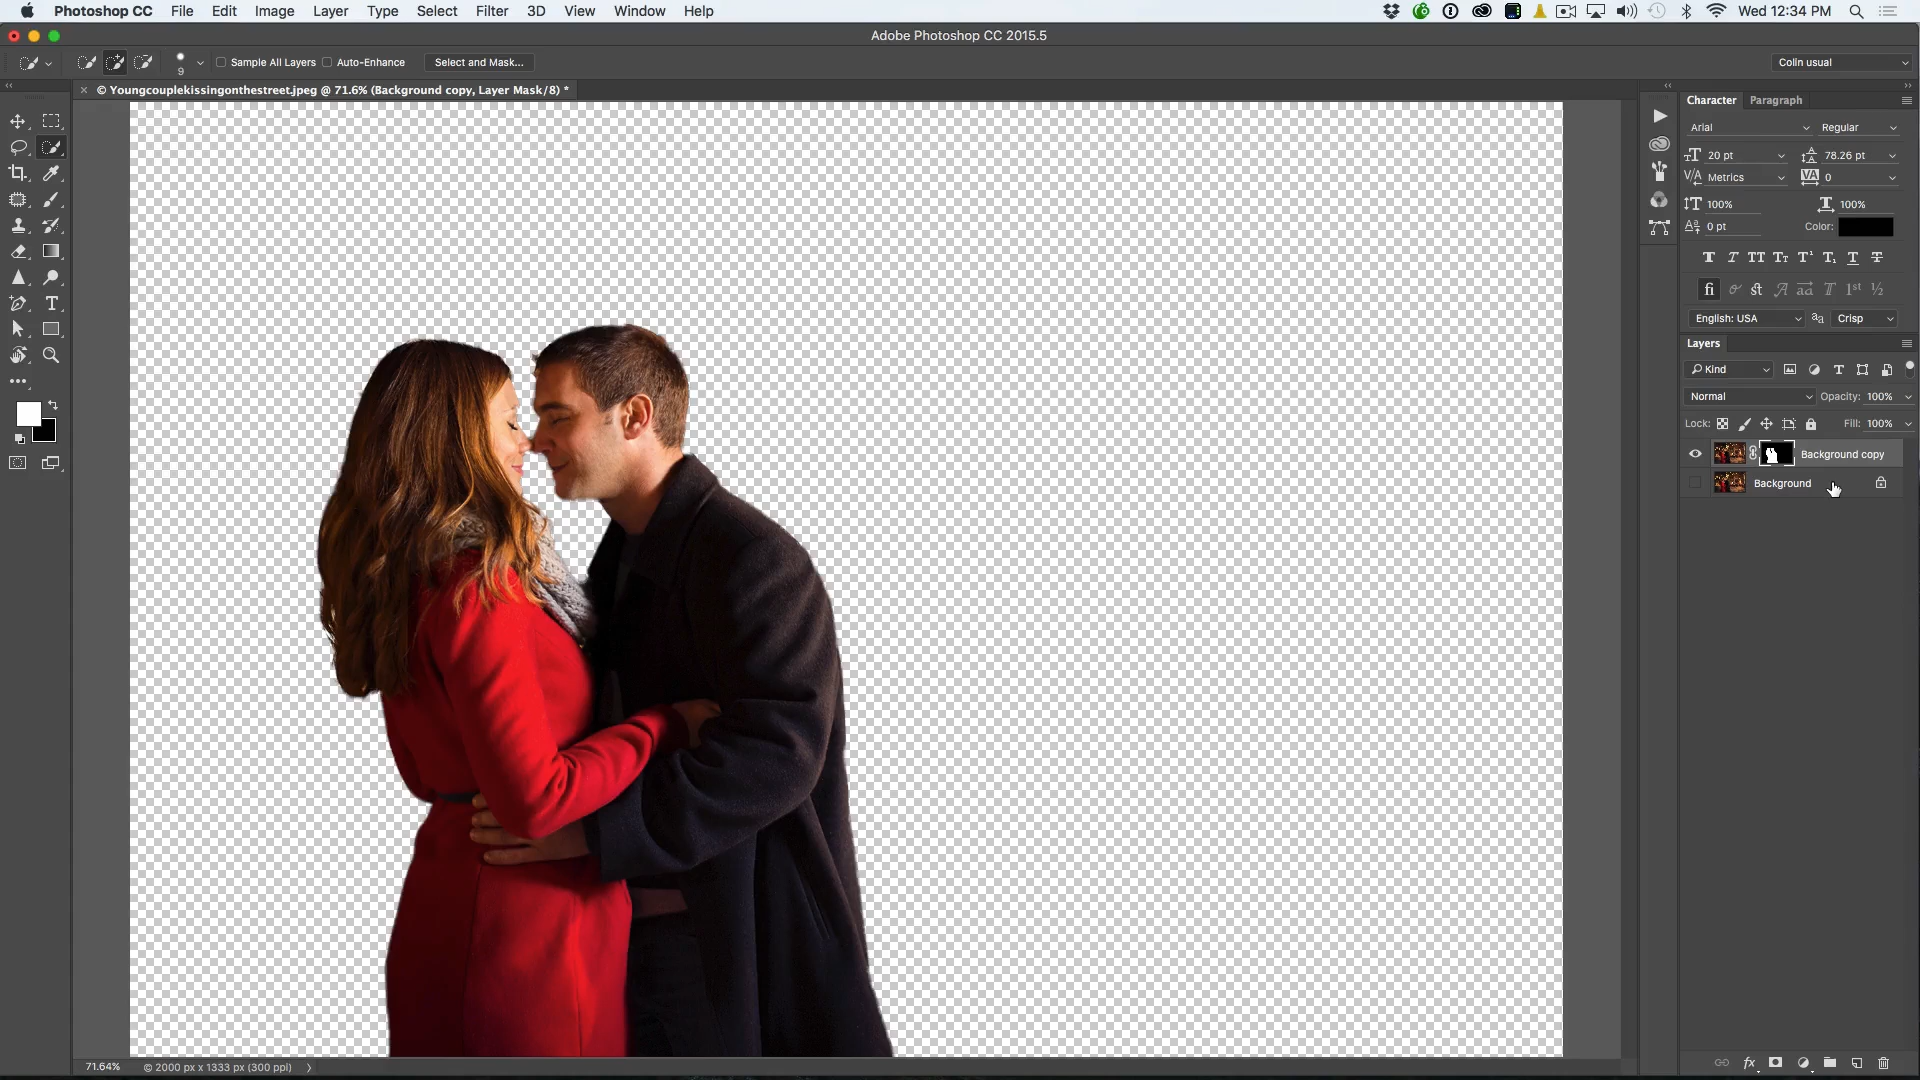 Photoshop CC File Edit Image Layer Type Select Filter 3D View Window Help
Wed 12:34 PM
Adobe Photoshop CC 2015.5
9
Sample All Layers
Auto-Enhance
Select and Mask...
Colin usual
© Youngcouplekissingonthestreet.jpeg @ 71.6% (Background copy, Layer Mask/8) *
Character Paragraph
Arial Regular
20 pt 78.26 pt
Metrics 0
100% 100%
0 pt Color:
English: USA Crisp
Layers
Kind
Normal Opacity: 100%
Lock: Fill: 100%
Background copy
Background
71.64% © 2000 px x 1333 px (300 ppi)